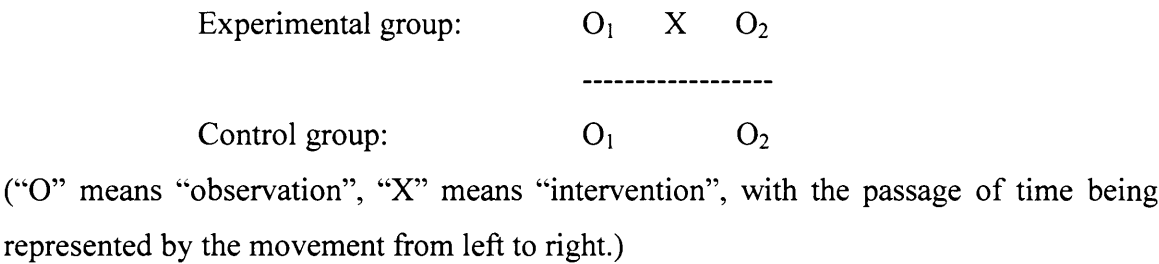 Experimental group: O₁ X O₂
------------------
Control group: O₁ O₂
(“O” means “observation”, “X” means “intervention”, with the passage of time being
represented by the movement from left to right.)